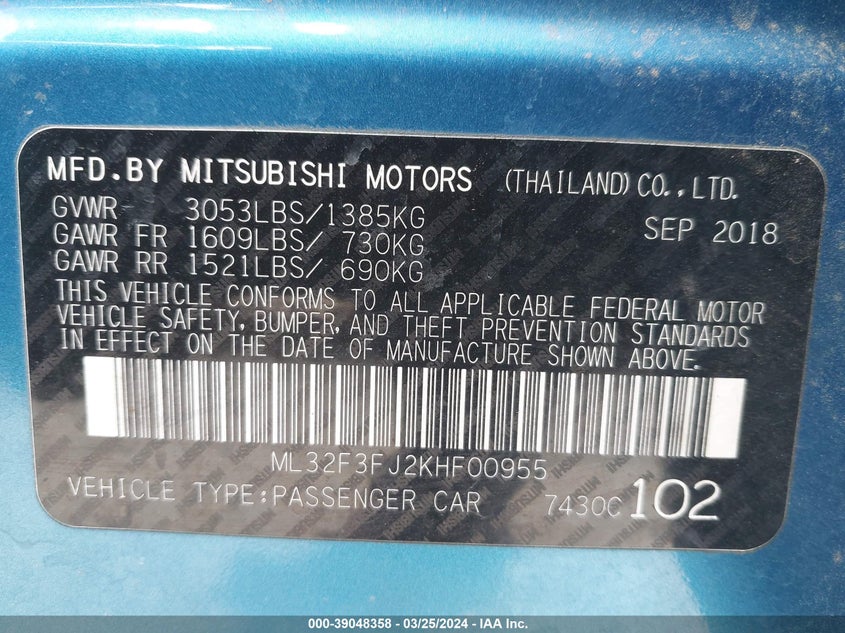 MFD.BY MITSUBISHI MOTORS (THAILAND) CO.,LTD.
GVWR 3053LBS/1385KG SEP 2018
GAWR FR 1609LBS/ 730KG
GAWR RR 1521LBS/ 690KG
THIS VEHICLE CONFORMS TO ALL APPLICABLE FEDERAL MOTOR
VEHICLE SAFETY, BUMPER, AND THEFT PREVENTION STANDARDS
IN EFFECT ON THE DATE OF MANUFACTURE SHOWN ABOVE.
ML32F3FJ2KHF00955
VEHICLE TYPE:PASSENGER CAR 7430C 102
000-39048358 - 03/25/2024 - IAA Inc.